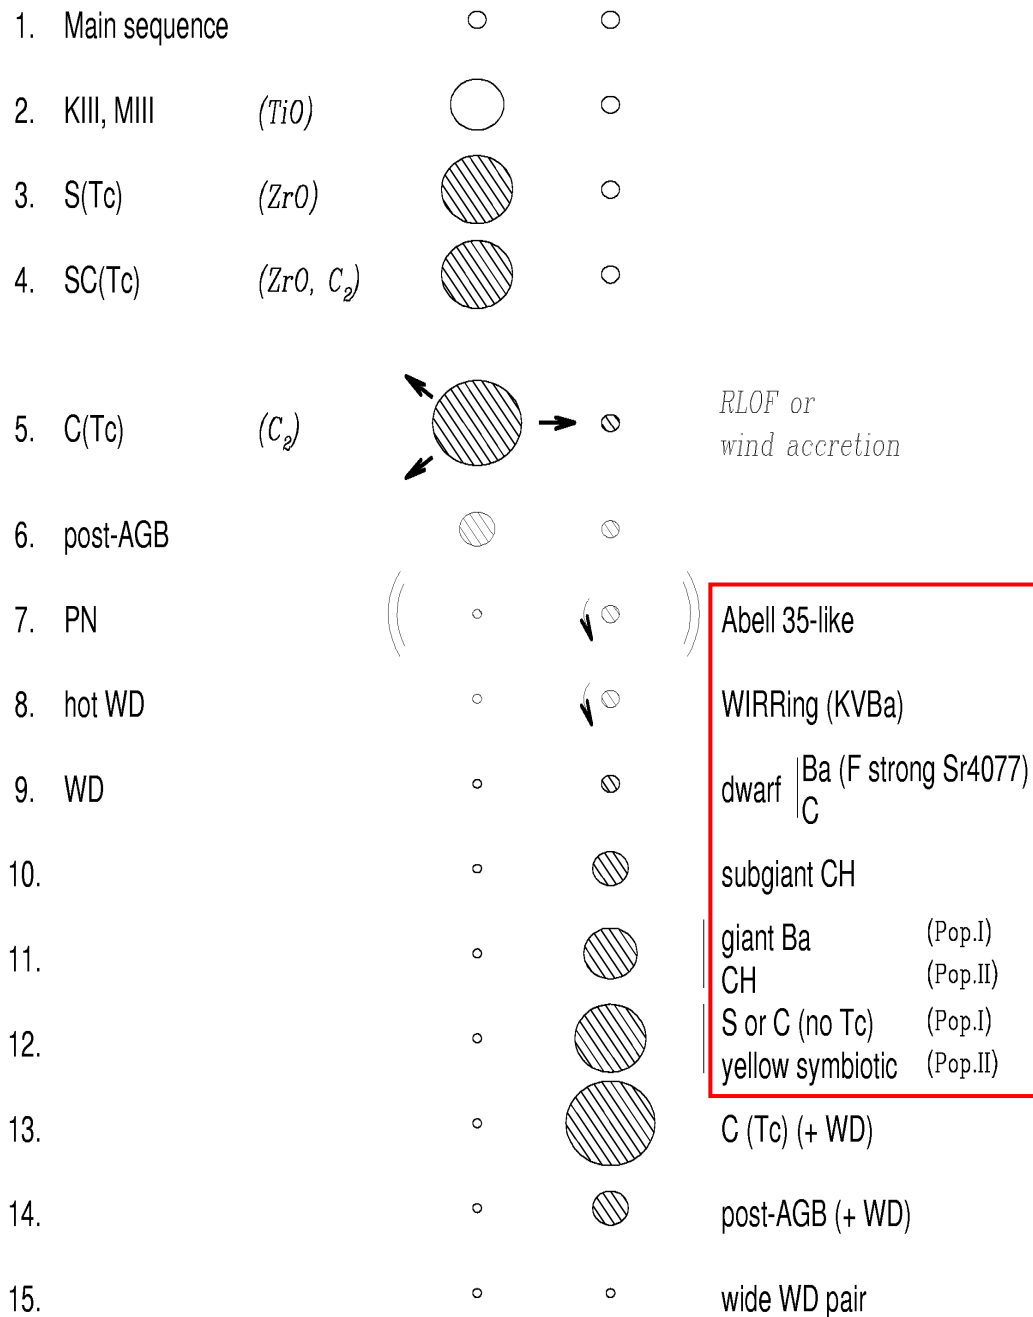 1. Main sequence
2. KIII, MIII (TiO)
3. S(Tc) (ZrO)
4. SC(Tc) (ZrO, C₂)
5. C(Tc) (C₂) RLOF or
wind accretion
6. post-AGB
7. PN Abell 35-like
8. hot WD WIRRing (KVBa)
9. WD dwarf Ba (F strong Sr4077)
C
10. subgiant CH
11. giant Ba (Pop.I)
CH (Pop.II)
12. S or C (no Tc) (Pop.I)
yellow symbiotic (Pop.II)
13. C (Tc) (+ WD)
14. post-AGB (+ WD)
15. wide WD pair